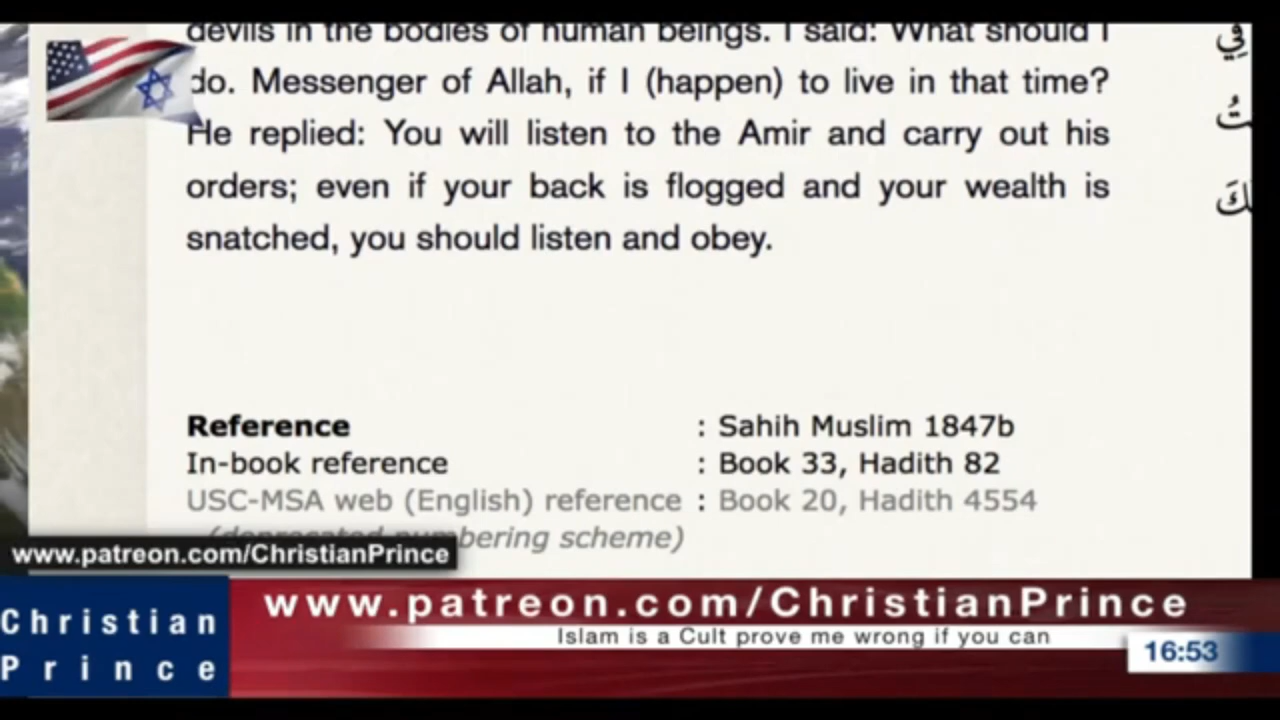 devils in the bodies of human beings. I said: What should I
do. Messenger of Allah, if I (happen) to live in that time?
He replied: You will listen to the Amir and carry out his
orders; even if your back is flogged and your wealth is
snatched, you should listen and obey.
فِي
تُ
لَكَ
Reference : Sahih Muslim 1847b
In-book reference : Book 33, Hadith 82
USC-MSA web (English) reference : Book 20, Hadith 4554
(deprecated numbering scheme)
www.patreon.com/ChristianPrince
Christian
Prince
www.patreon.com/ChristianPrince
Islam is a Cult prove me wrong if you can
16:53